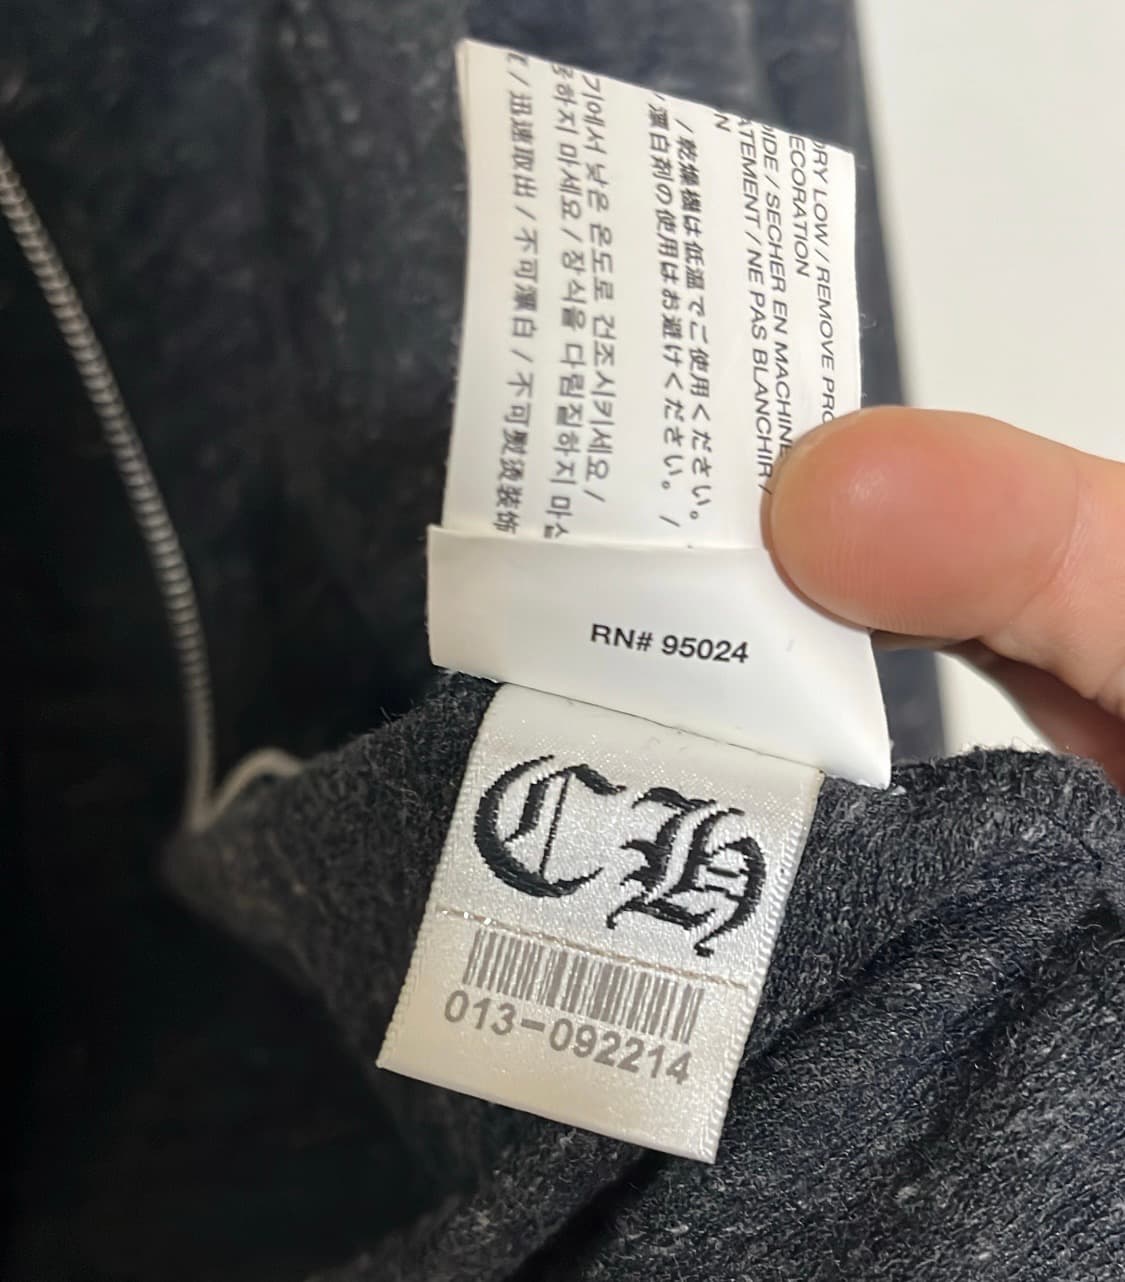 DRY LOW / REMOVE PRO
ECORATION
IDE / SECHER EN MACHINE
ATEMENT / NE PAS BLANCHIR /
N
/ 乾燥機は低温でご使用ください。
漂白剤の使用はお避けください。 /
기에서 낮은 온도로 건조시키세요 /
하지 마세요 / 장식을 다림질하지 마
/ 迅速取出 / 不可漂白 / 不可熨烫装饰
RN# 95024
CH
013-092214